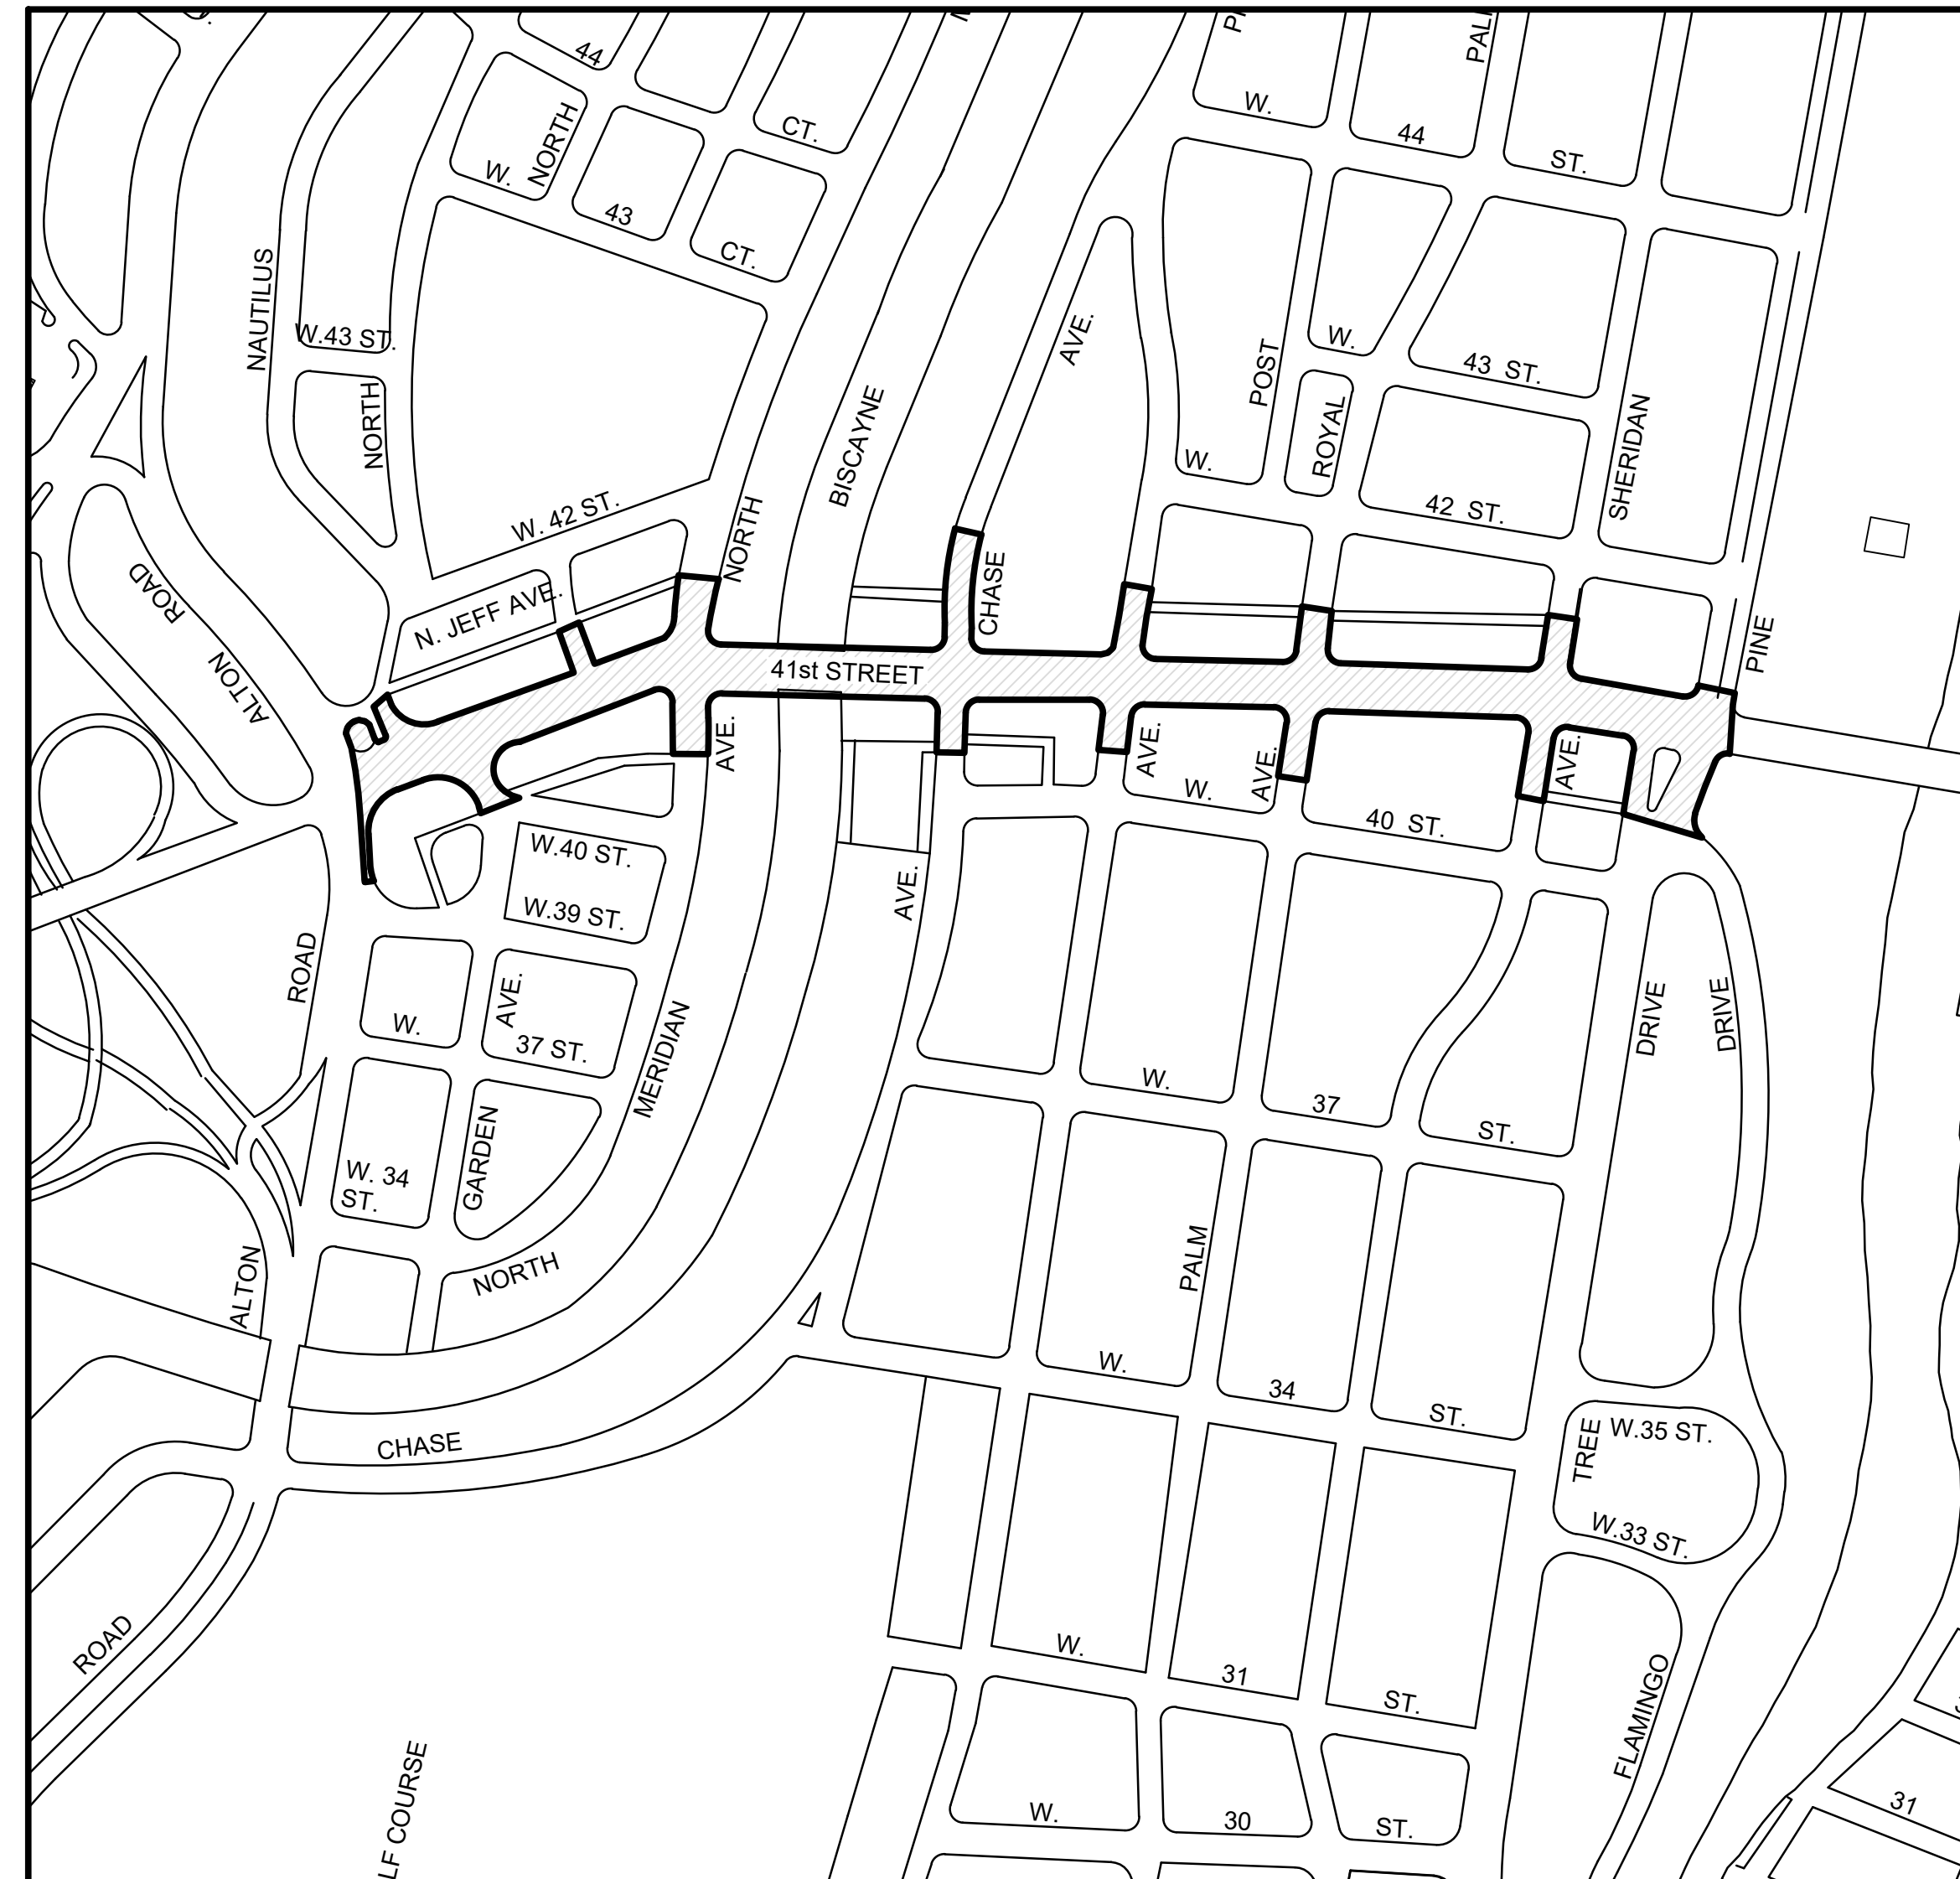 44
W.
NORTH
CT.
W.
44
ST.
43
CT.
NAUTILUS
W.43 ST.
NORTH
BISCAYNE
AVE.
POST
W.
43 ST.
W.
ROYAL
SHERIDAN
42 ST.
W. 42 ST.
NORTH
CHASE
N. JEFF AVE.
ROAD
ALTON
PINE
41st STREET
AVE.
AVE.
AVE.
AVE.
W.
40 ST.
W.40 ST.
W.39 ST.
AVE.
ROAD
AVE.
W.
37 ST.
MERIDIAN
DRIVE
DRIVE
W.
37
ST.
GARDEN
W. 34
ST.
PALM
NORTH
ALTON
W.
34
ST.
CHASE
TREE
W.35 ST.
W.33 ST.
ROAD
W.
31
ST.
FLAMINGO
LF COURSE
W.
30
ST.
31